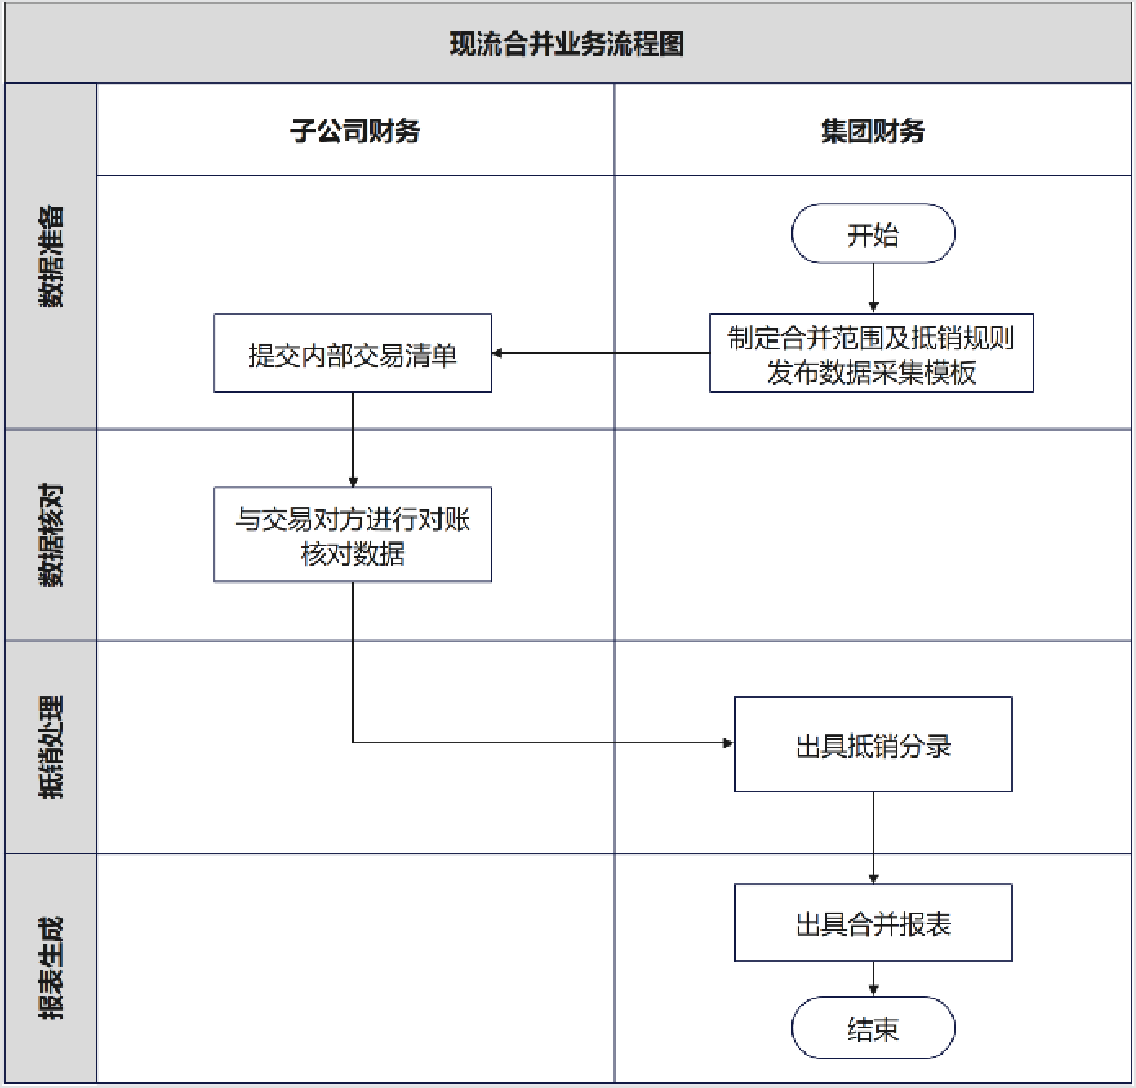 现流合并业务流程图
子公司财务
集团财务
数据准备
开始
制定合并范围及抵销规则
发布数据采集模板
提交内部交易清单
数据核对
与交易对方进行对账
核对数据
抵销处理
出具抵销分录
报表生成
出具合并报表
结束